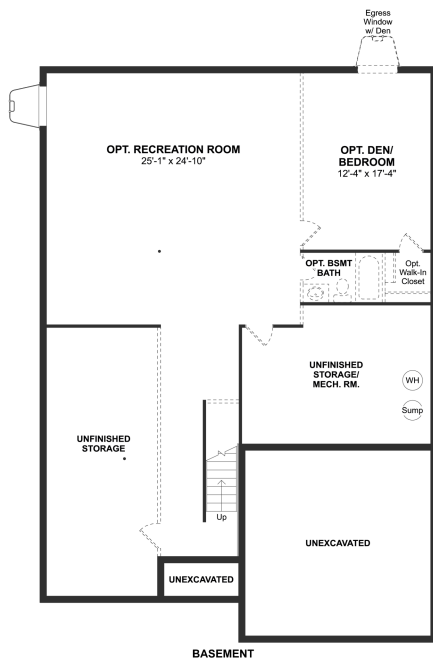 Egress
Window
w/ Den
OPT. RECREATION ROOM
25'-1" x 24'-10"
OPT. DEN/
BEDROOM
12'-4" x 17'-4"
OPT. BSMT
BATH
Opt.
Walk-In
Closet
UNFINISHED
STORAGE/
MECH. RM.
WH
Sump
UNFINISHED
STORAGE
Up
UNEXCAVATED
UNEXCAVATED
BASEMENT